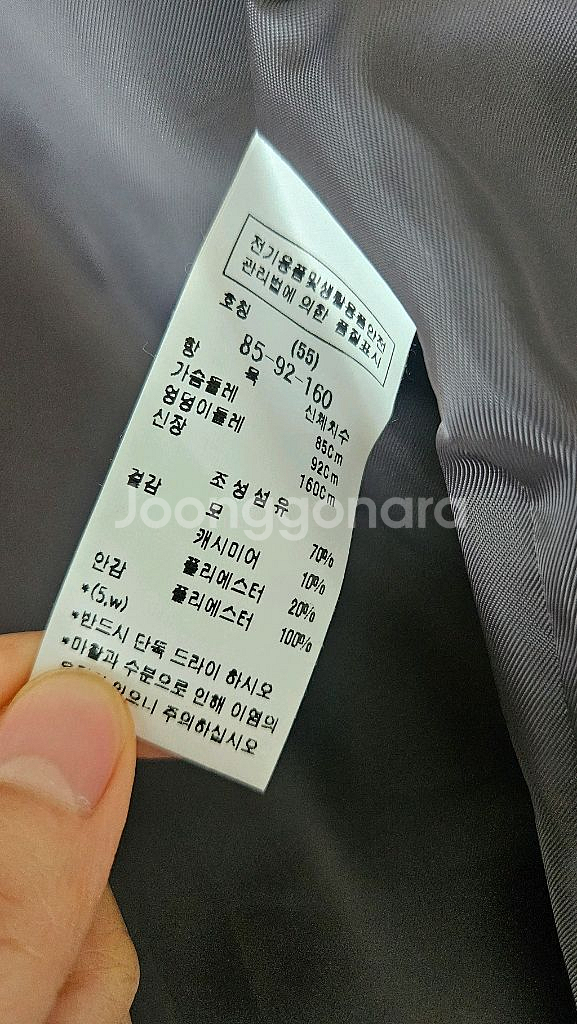 전기용품및생활용품안전
관리법에 의한 품질표시
호칭 (55)
85-92-160
항 목 신체치수
가슴둘레 85cm
엉덩이둘레 92cm
신장 160cm
조성섬유
겉감 모 70%
캐시미어 10%
폴리에스터 20%
안감 폴리에스터 100%
*(5,w)
*반드시 단독 드라이 하시오
*마찰과 수분으로 인해 이염의
있으니 주의하십시오
Joonggonara